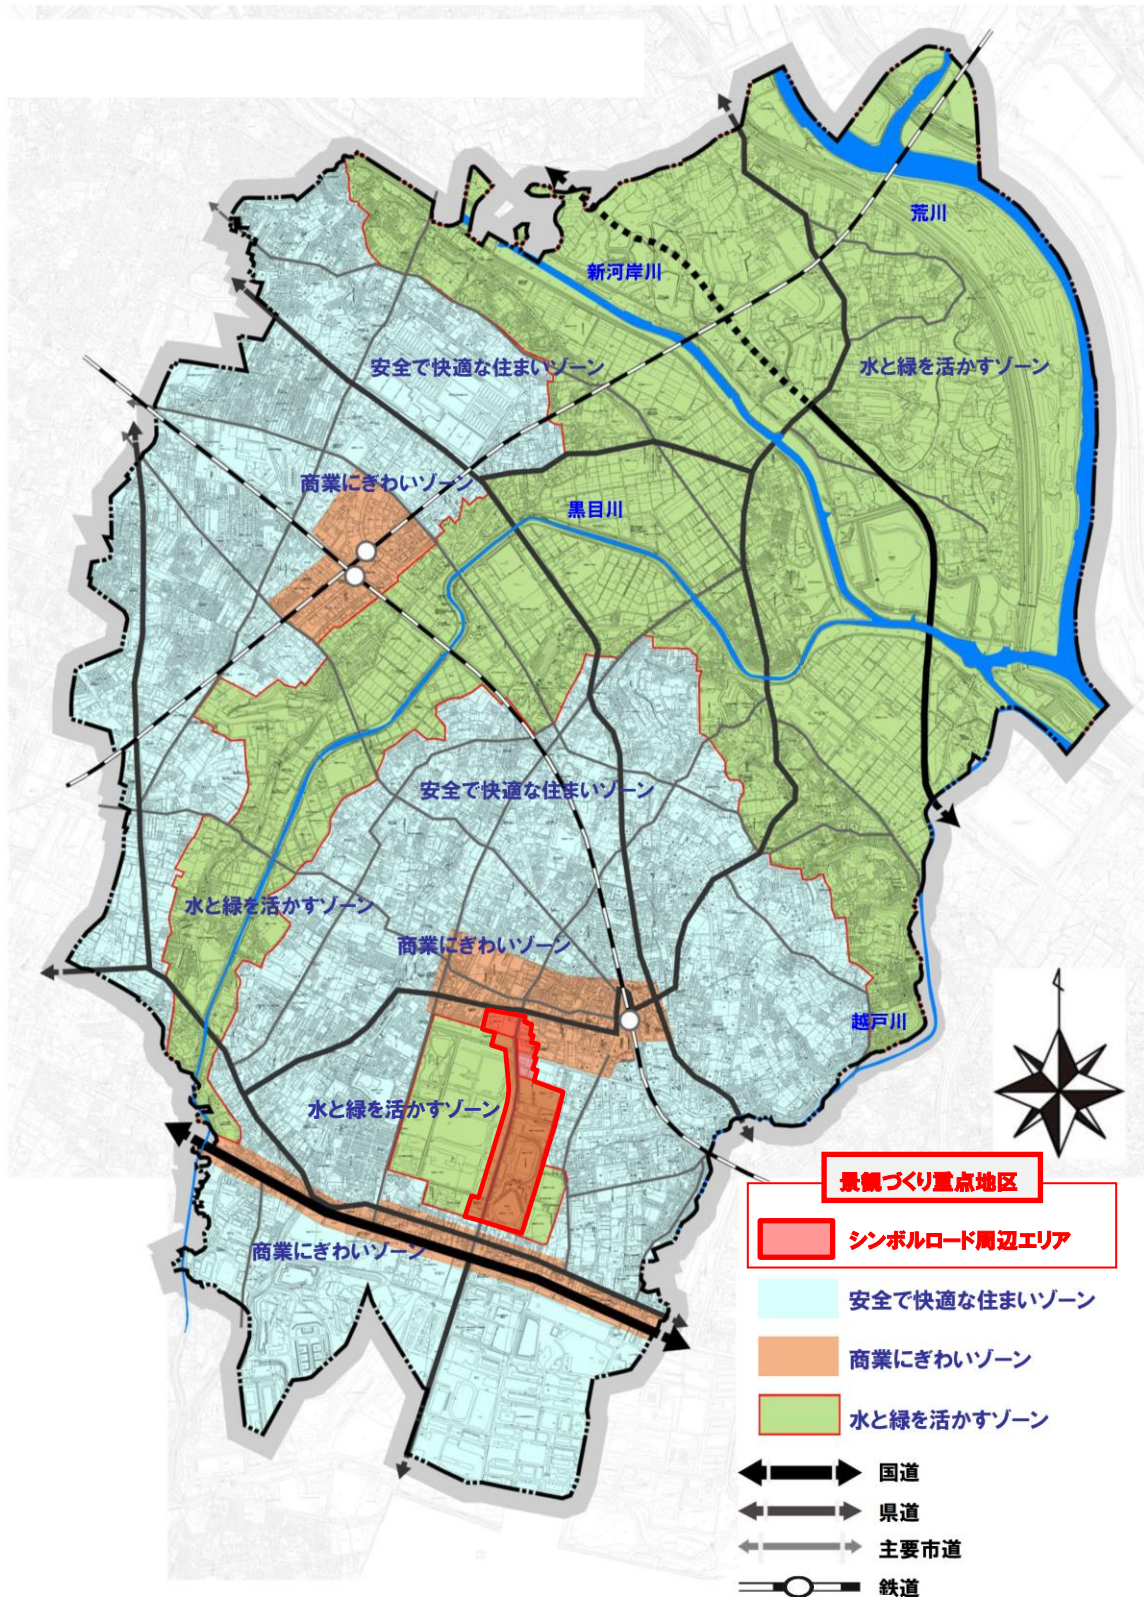 荒川
新河岸川
安全で快適な住まいゾーン
水と緑を活かすゾーン
商業にぎわいゾーン
黒目川
安全で快適な住まいゾーン
水と緑を活かすゾーン
商業にぎわいゾーン
越戸川
水と緑を活かすゾーン
商業にぎわいゾーン
景観づくり重点地区
シンボルロード周辺エリア
安全で快適な住まいゾーン
商業にぎわいゾーン
水と緑を活かすゾーン
国道
県道
主要市道
鉄道